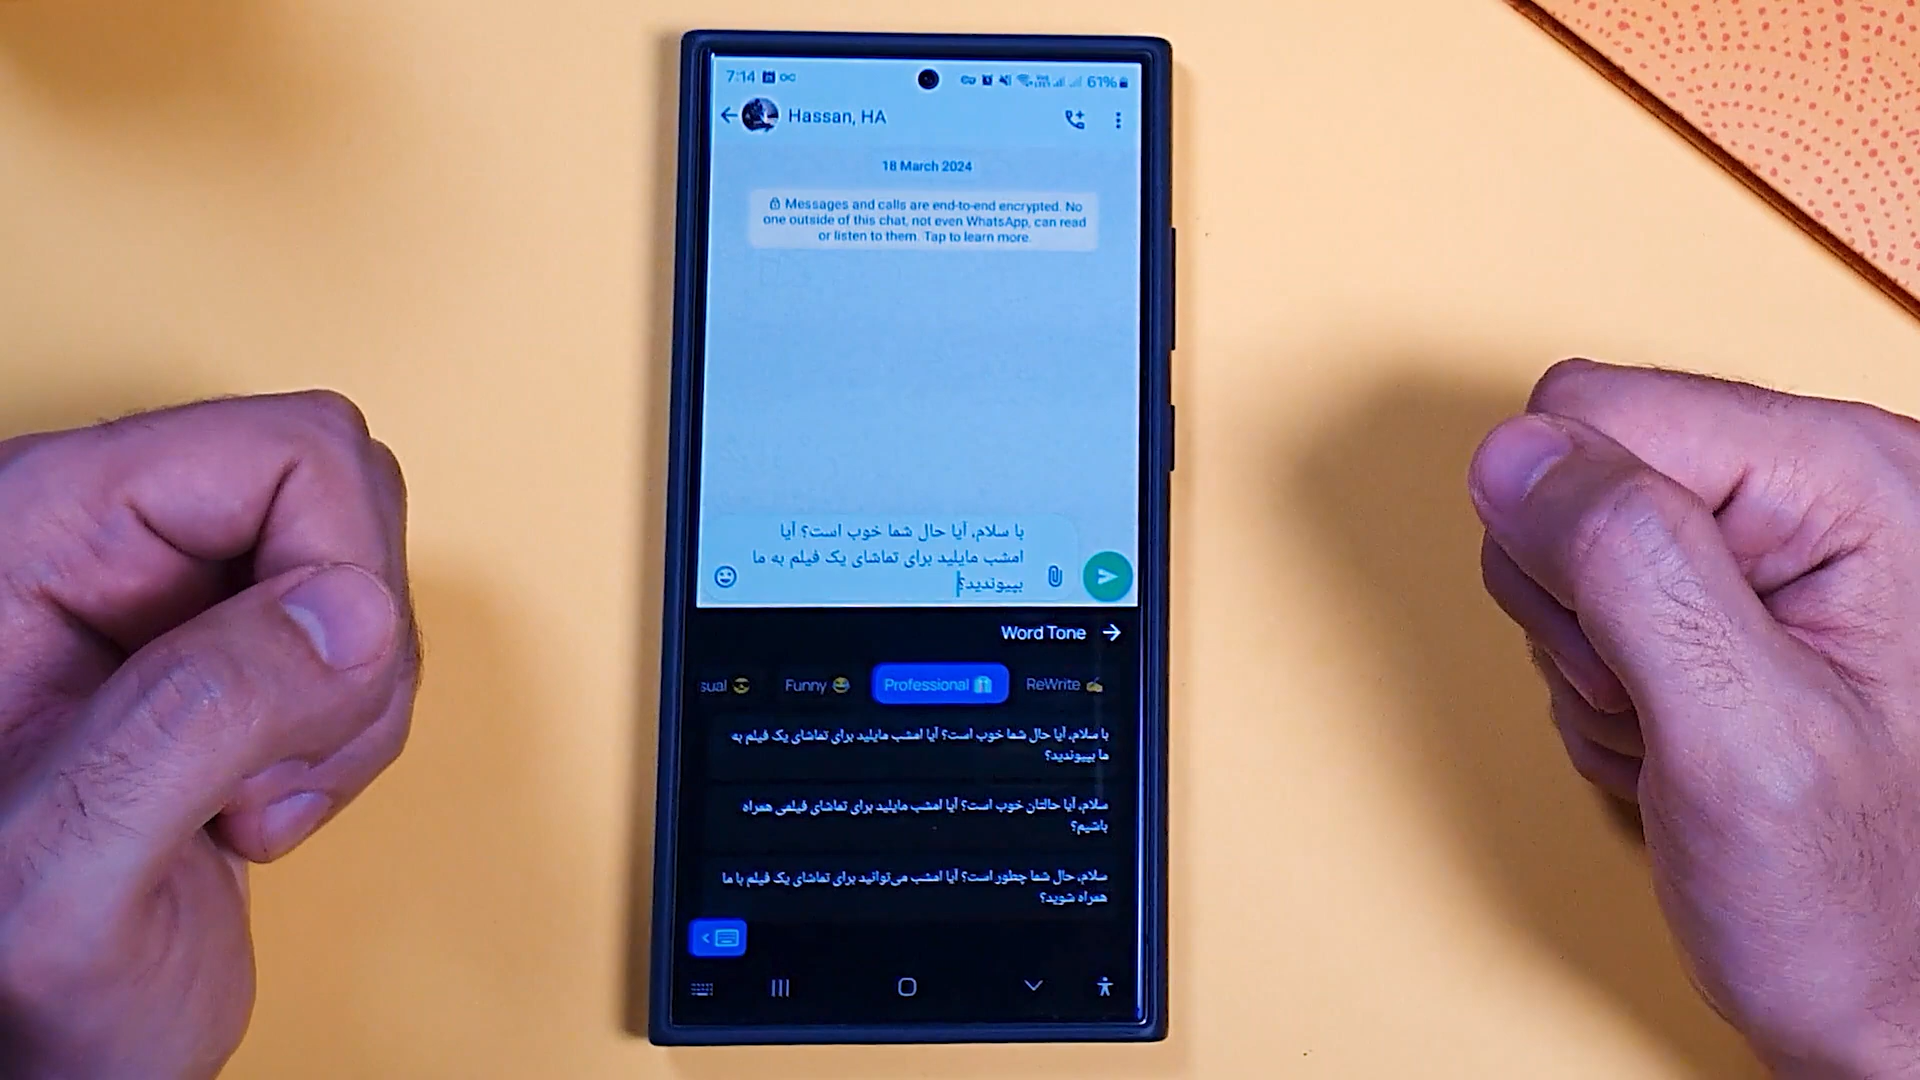 7:14
61%
Hassan, HA
18 March 2024
Messages and calls are end-to-end encrypted. No
one outside of this chat, not even WhatsApp, can read
or listen to them. Tap to learn more.
با سلام، آیا حال شما خوب است؟ آیا
امشب مایلید برای تماشای یک فیلم به ما
بپیوندید؟
Word Tone
sual 😎 Funny 😂 Professional 👔 ReWrite ✍️
با سلام، آیا حال شما خوب است؟ آیا امشب مایلید برای تماشای یک فیلم به
ما بپیوندید؟
سلام، آیا حالتان خوب است؟ آیا امشب مایلید برای تماشای فیلمی همراه
باشیم؟
سلام، حال شما چطور است؟ آیا امشب می‌توانید برای تماشای یک فیلم با ما
همراه شوید؟